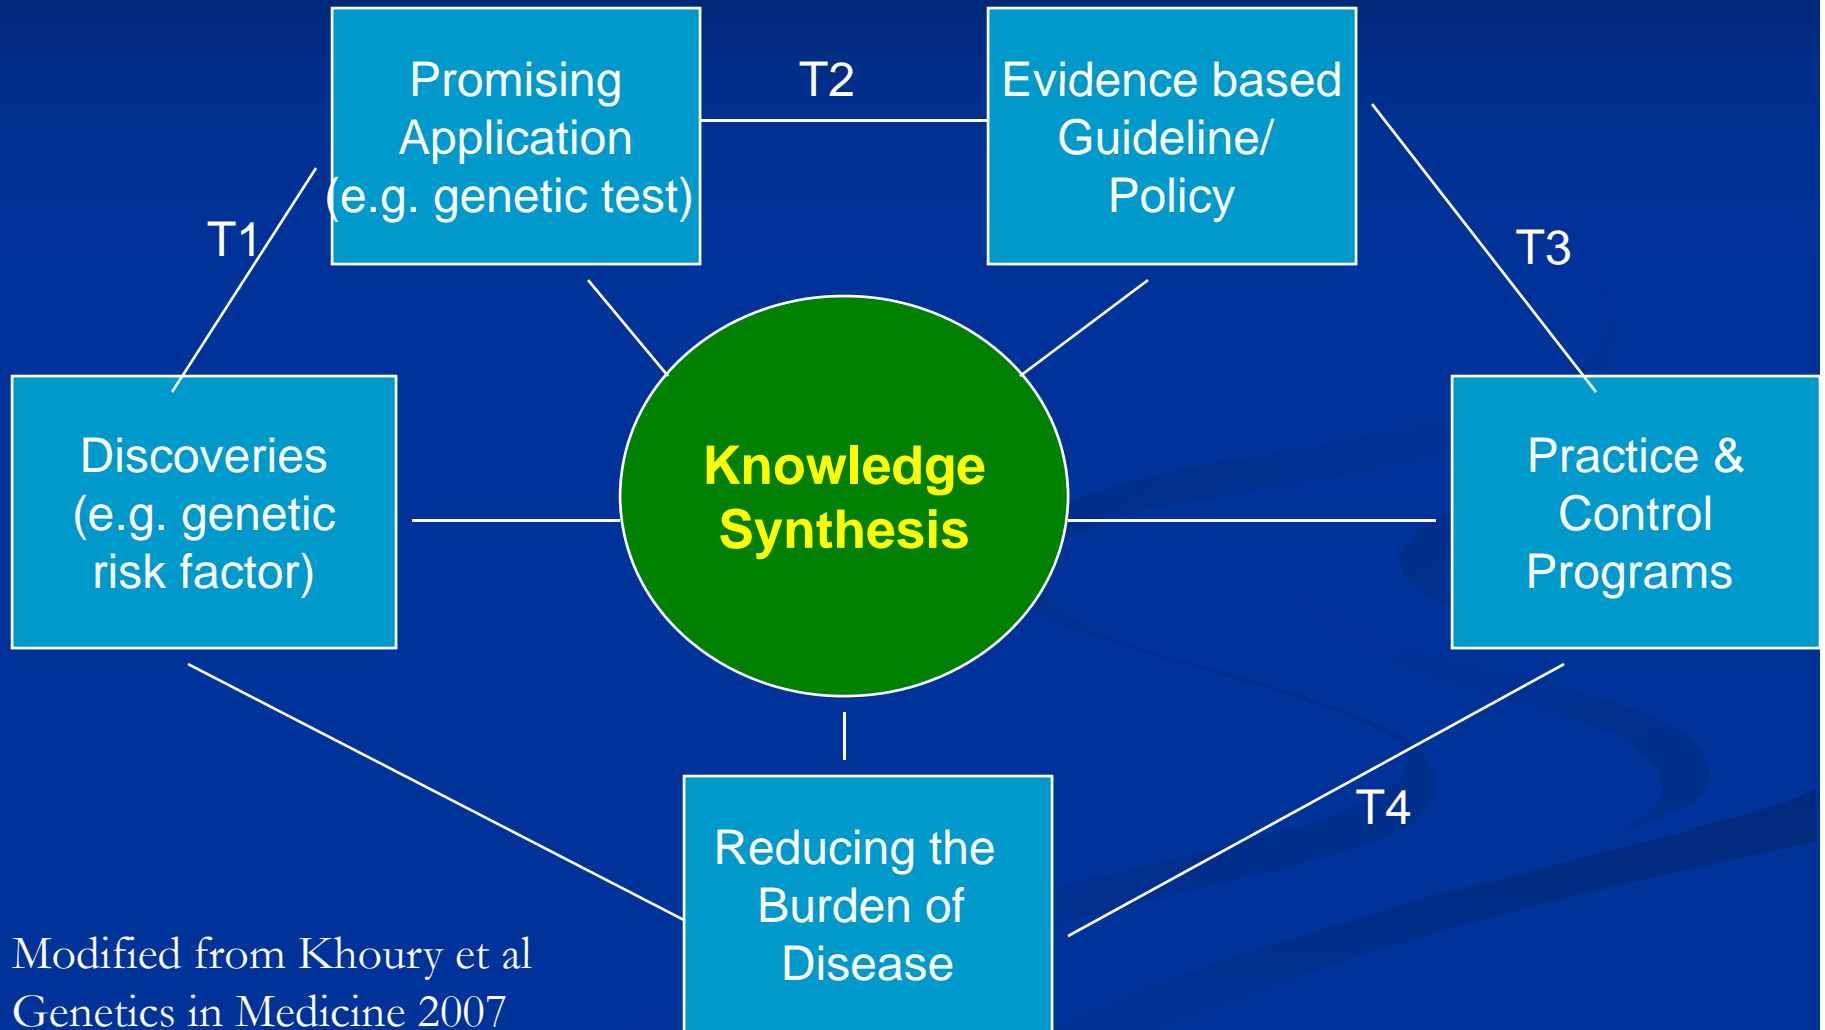 Promising
Application
(e.g. genetic test)
T2
Evidence based
Guideline/
Policy
T1
T3
Discoveries
(e.g. genetic
risk factor)
Knowledge
Synthesis
Practice &
Control
Programs
T4
Reducing the
Burden of
Disease
Modified from Khoury et al
Genetics in Medicine 2007